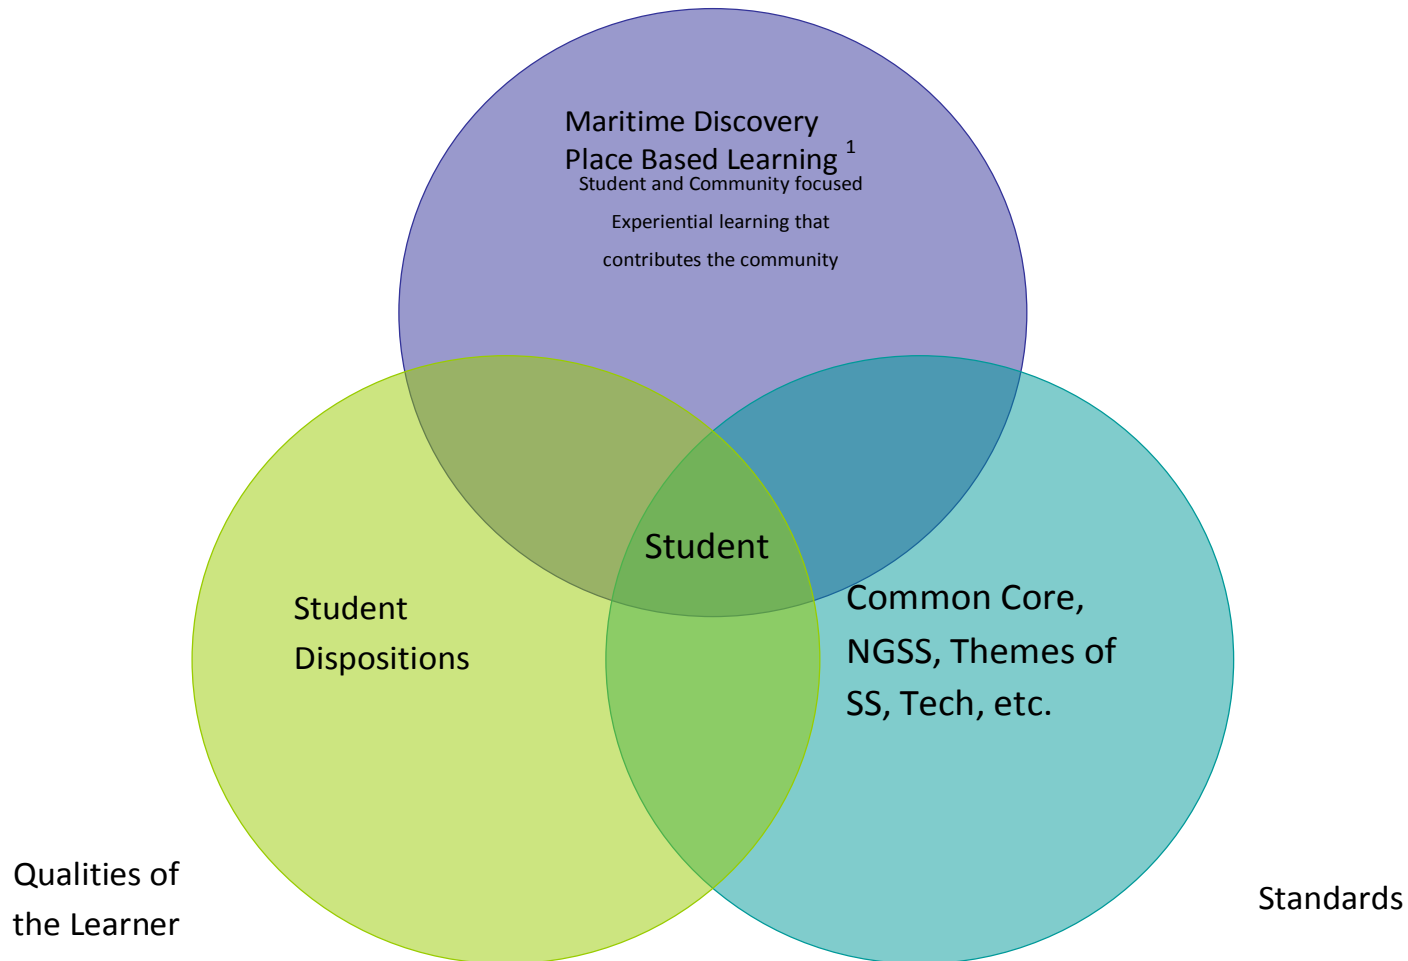 Maritime Discovery
Place Based Learning 1
Student and Community focused
Experiential learning that
contributes the community
Student
Student
Dispositions
Common Core,
NGSS, Themes of
SS, Tech, etc.
Qualities of
the Learner
Standards